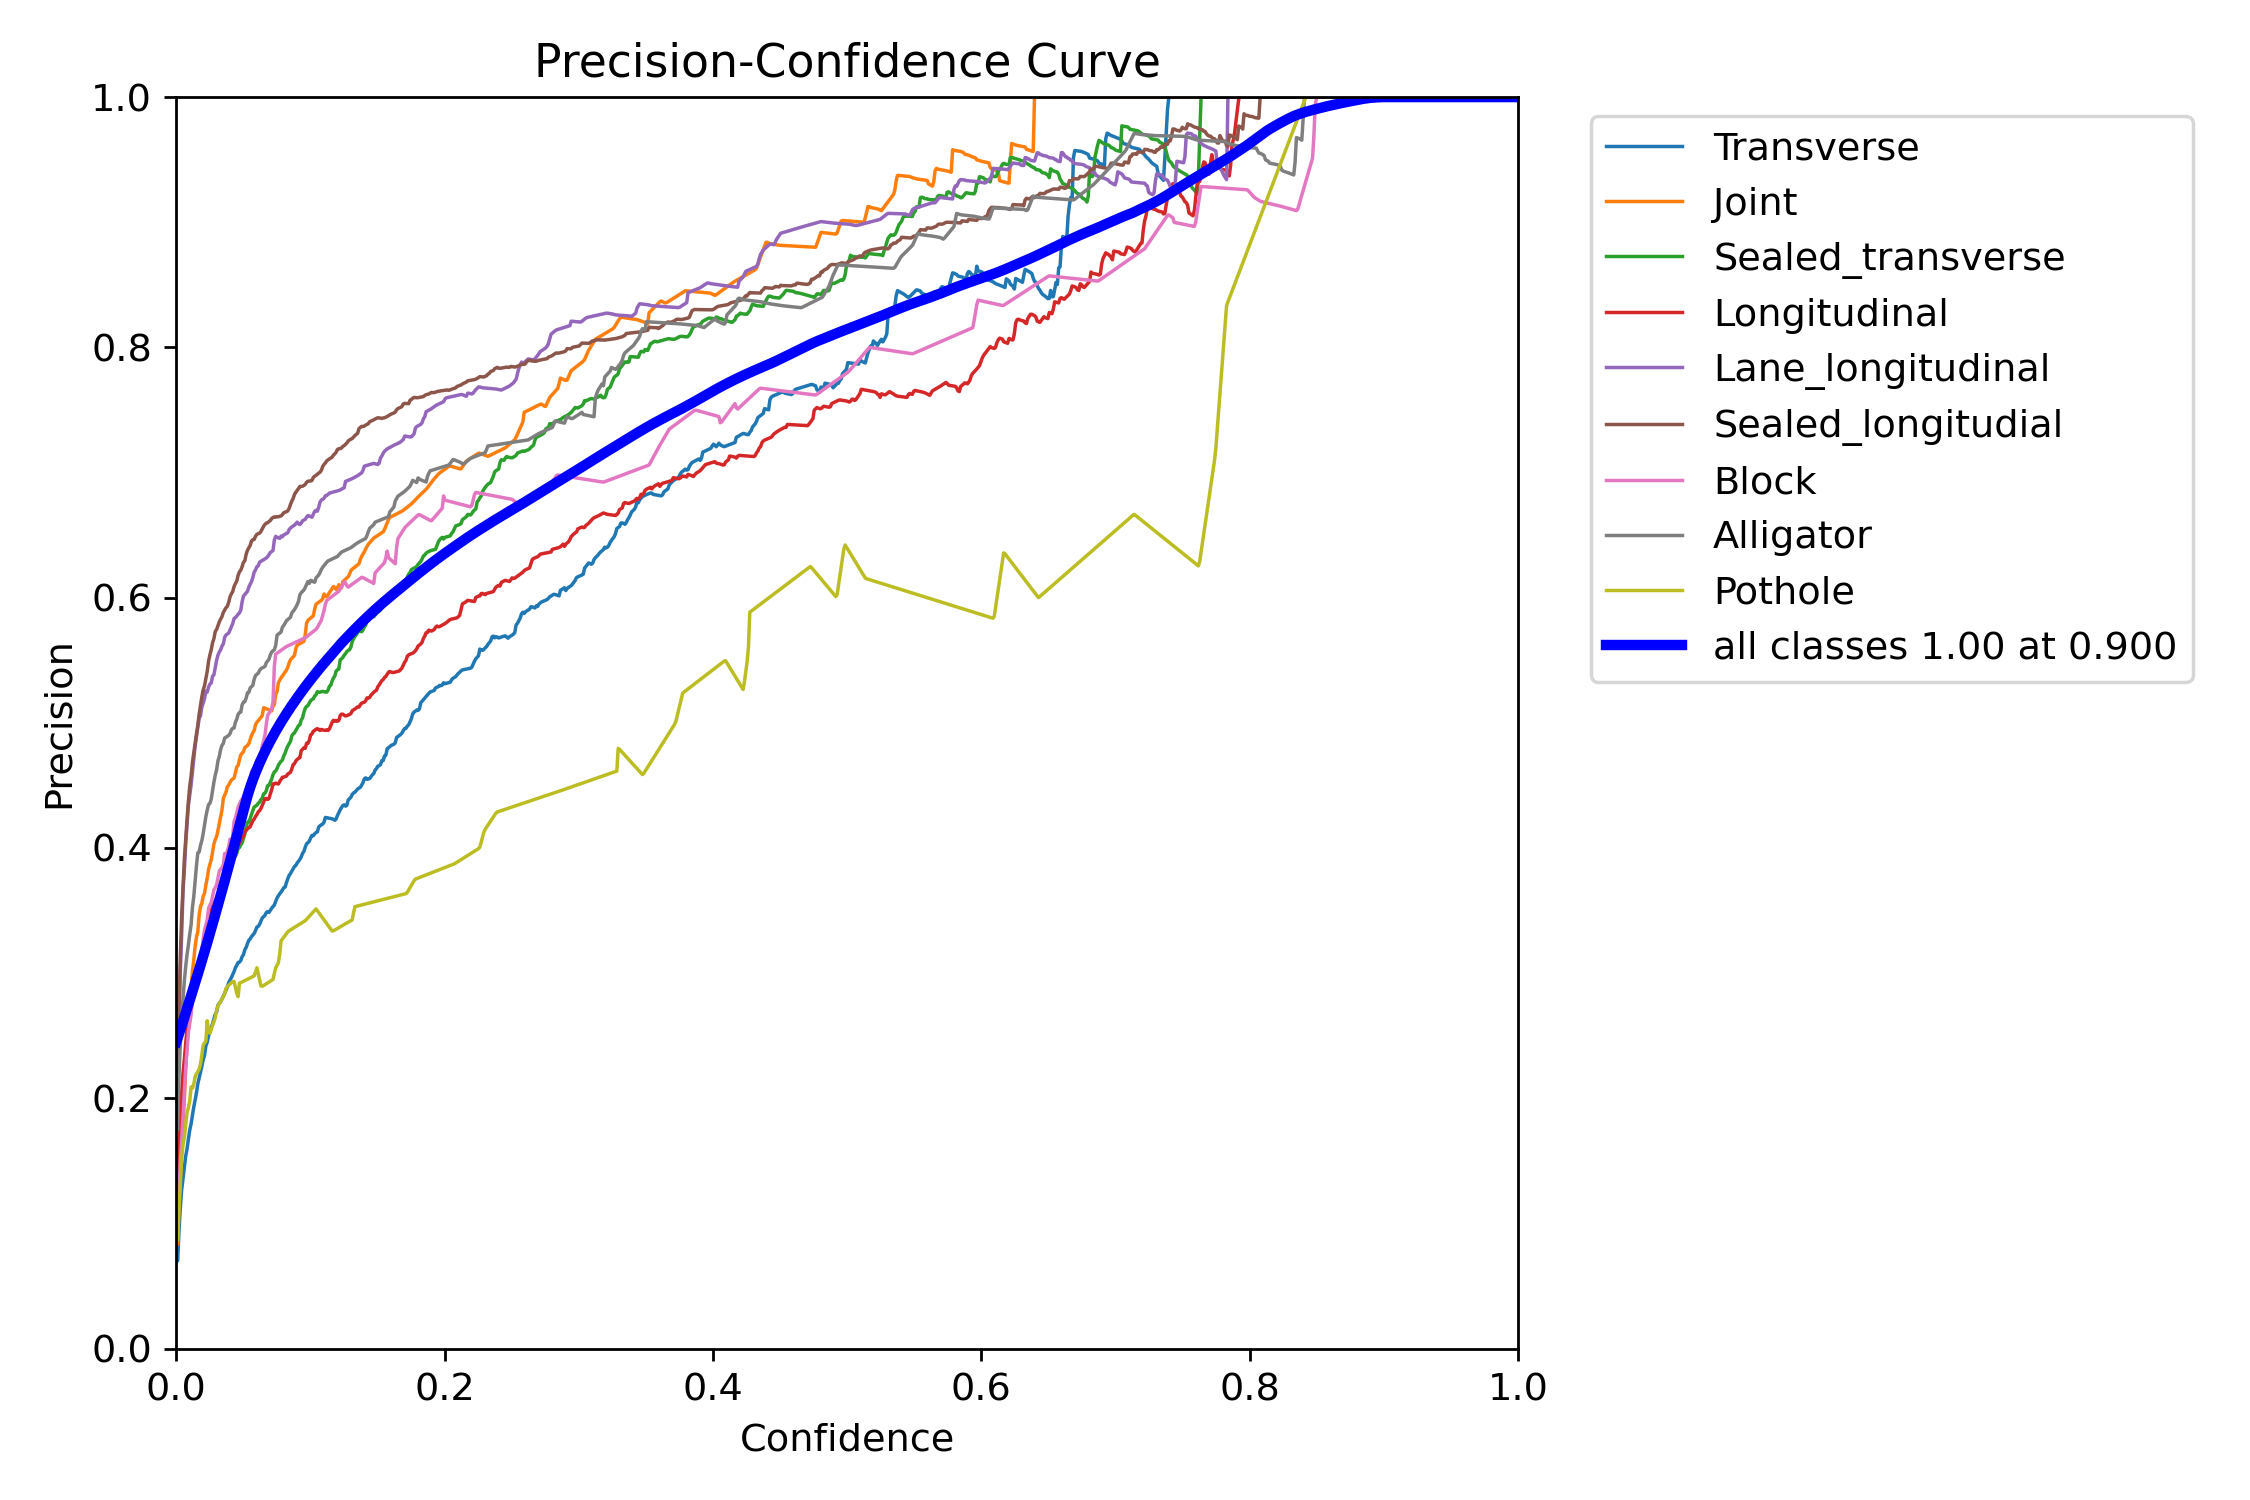 Precision-Confidence Curve
1.0
0.8
0.6
0.4
0.2
0.0
Precision
0.0 0.2 0.4 0.6 0.8 1.0
Confidence
Transverse
Joint
Sealed_transverse
Longitudinal
Lane_longitudinal
Sealed_longitudial
Block
Alligator
Pothole
all classes 1.00 at 0.900